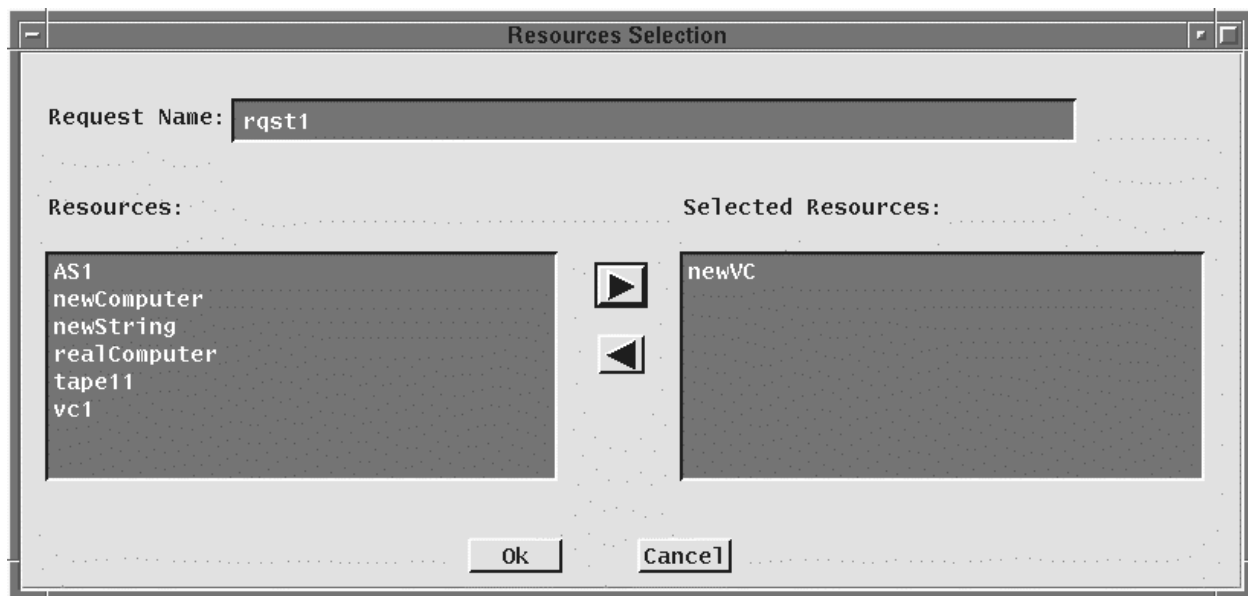 Resources Selection
Request Name: rqst1
Resources:
Selected Resources:
AS1
newComputer
newString
realComputer
tape11
vc1
newVC
Ok
Cancel